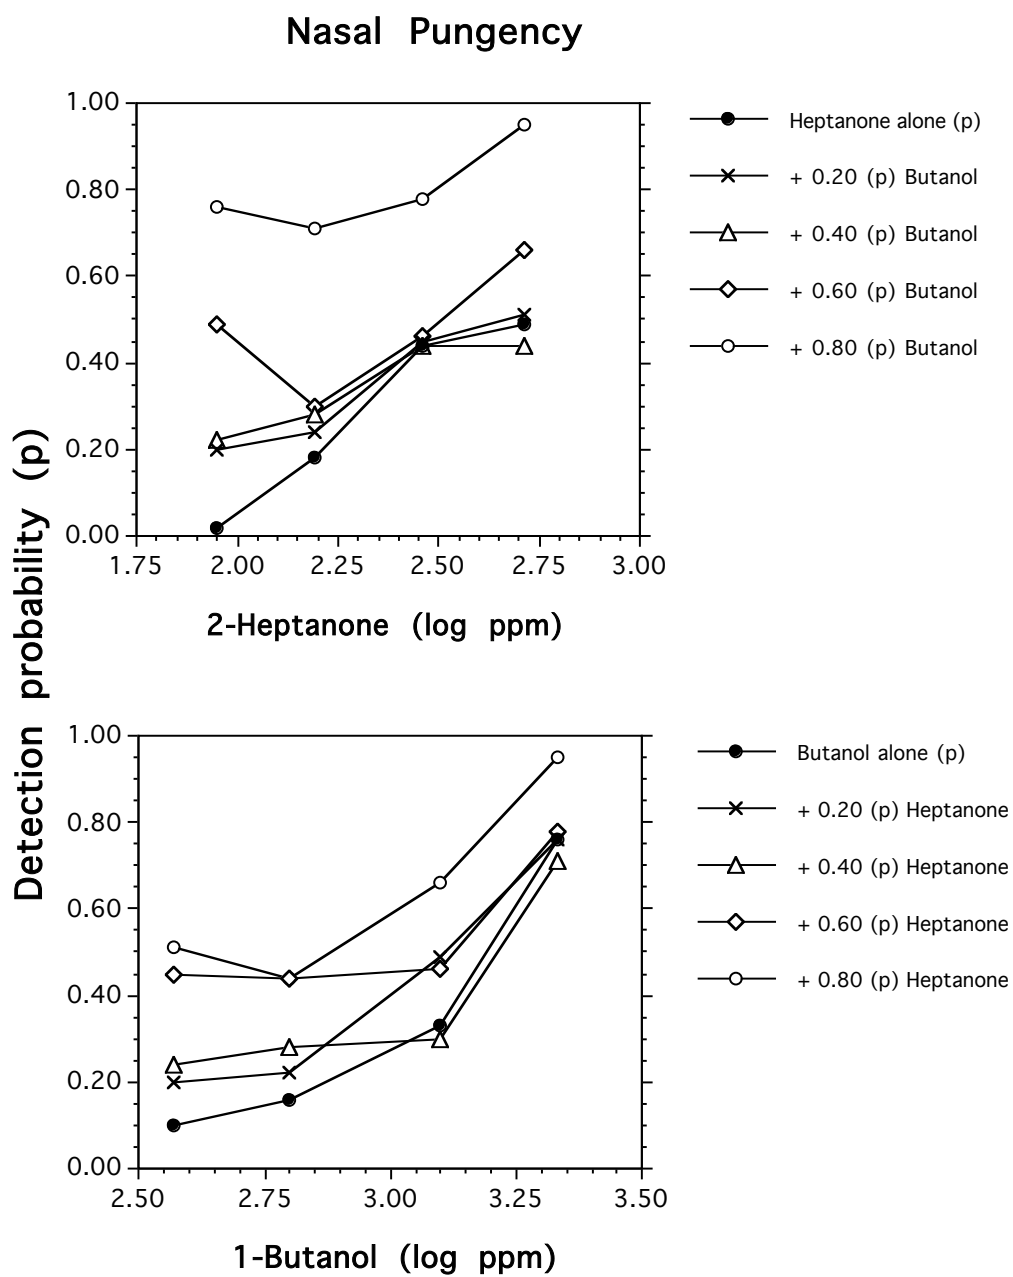 Nasal Pungency
Detection probability (p)
1.00
0.80
0.60
0.40
0.20
0.00
1.75 2.00 2.25 2.50 2.75 3.00
2-Heptanone (log ppm)
Heptanone alone (p)
+ 0.20 (p) Butanol
+ 0.40 (p) Butanol
+ 0.60 (p) Butanol
+ 0.80 (p) Butanol
1.00
0.80
0.60
0.40
0.20
0.00
2.50 2.75 3.00 3.25 3.50
1-Butanol (log ppm)
Butanol alone (p)
+ 0.20 (p) Heptanone
+ 0.40 (p) Heptanone
+ 0.60 (p) Heptanone
+ 0.80 (p) Heptanone